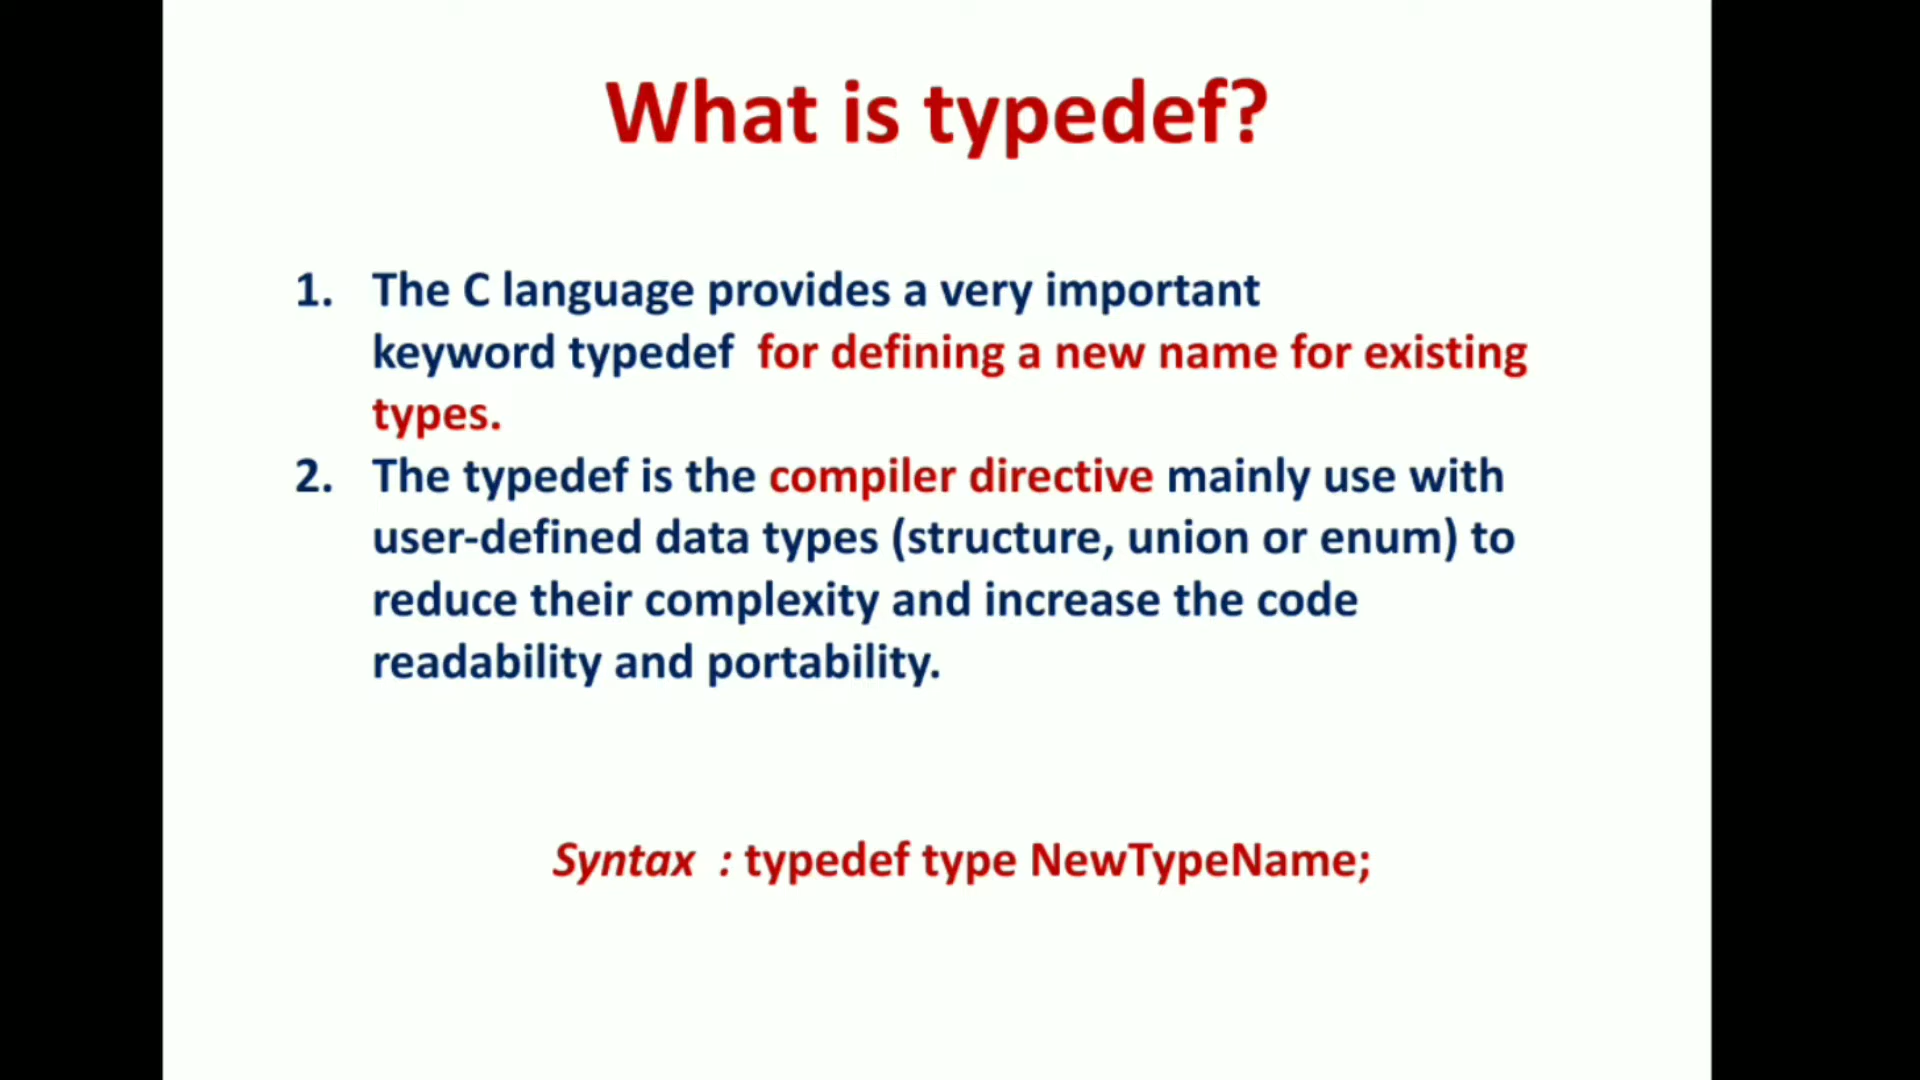 What is typedef?
1. The C language provides a very important
keyword typedef for defining a new name for existing
types.
2. The typedef is the compiler directive mainly use with
user-defined data types (structure, union or enum) to
reduce their complexity and increase the code
readability and portability.
Syntax : typedef type NewTypeName;